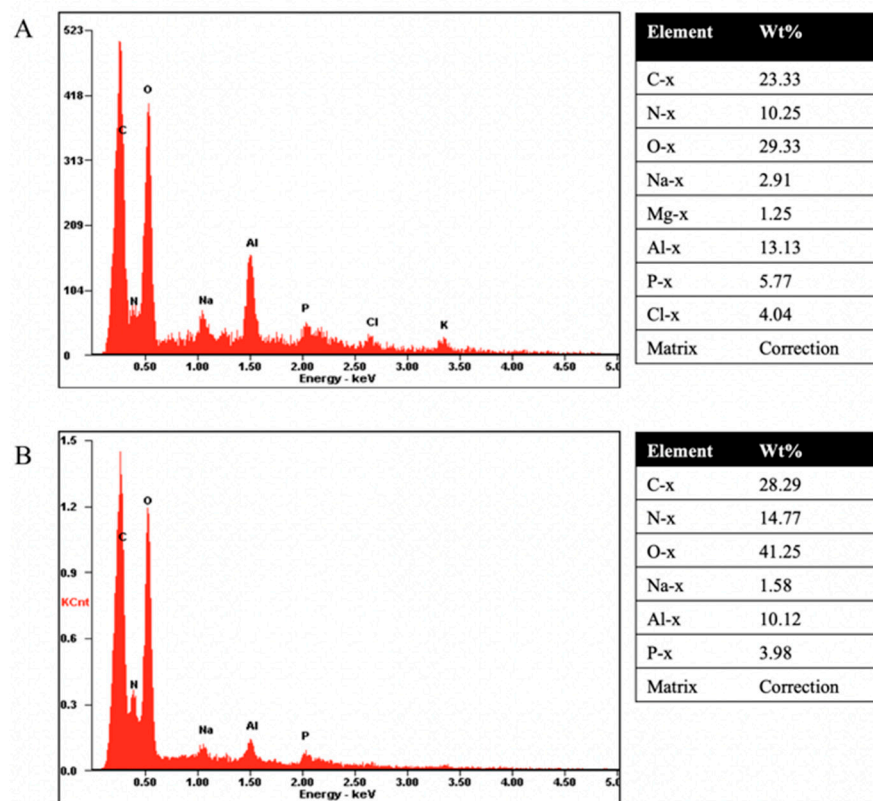 A
523
418
313
209
104
0
C
O
N
Na
Al
P
Cl
K
0.50 1.00 1.50 2.00 2.50 3.00 3.50 4.00 4.50 5.0
Energy - keV
Element Wt%
C-x 23.33
N-x 10.25
O-x 29.33
Na-x 2.91
Mg-x 1.25
Al-x 13.13
P-x 5.77
Cl-x 4.04
Matrix Correction
B
1.5
1.2
0.9
KCnt
0.6
0.3
0.0
C
O
N
Na
Al
P
0.50 1.00 1.50 2.00 2.50 3.00 3.50 4.00 4.50 5.0
Energy - keV
Element Wt%
C-x 28.29
N-x 14.77
O-x 41.25
Na-x 1.58
Al-x 10.12
P-x 3.98
Matrix Correction